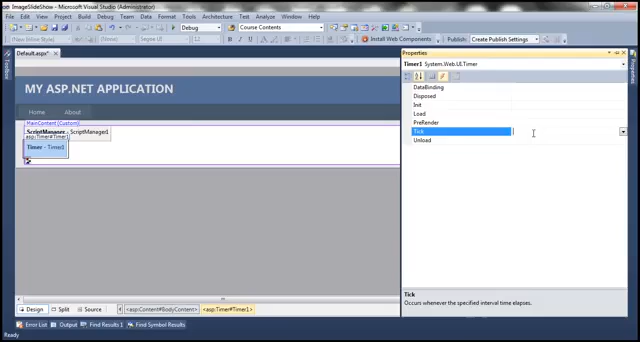 ImageSlideShow - Microsoft Visual Studio (Administrator)
File Edit View Project Build Debug Team Data Format Table Tools Architecture Test Analyze Window Help
Course Contents
Install Web Components Publish: Create Publish Settings
Default.aspx*
Toolbox
MY ASP.NET APPLICATION
Home About
MainContent (Custom)
ScriptManager - ScriptManager1
asp:Timer#Timer1
Timer - Timer1
Design Split Source <asp:Content#BodyContent> <asp:Timer#Timer1>
Properties
Timer1 System.Web.UI.Timer
DataBinding
Disposed
Init
Load
PreRender
Tick
Unload
Tick
Occurs whenever the specified interval time elapses.
Properties
Error List Output Find Results 1 Find Symbol Results
Ready